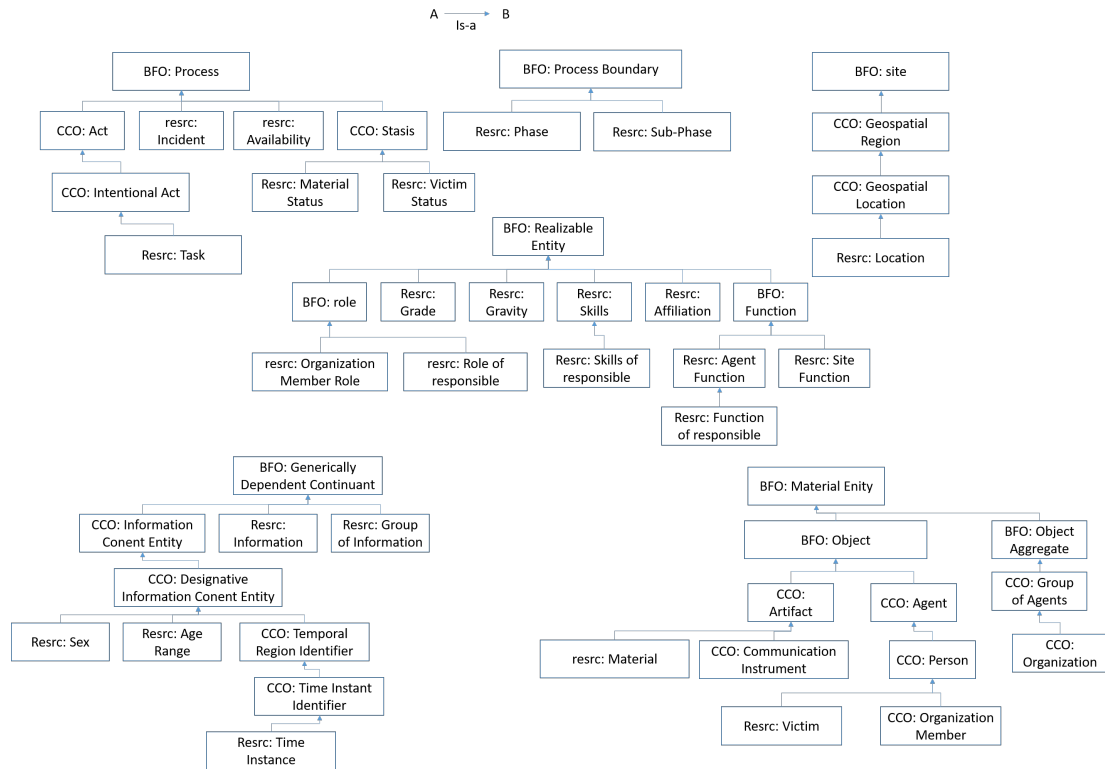 A B
Is-a
BFO: Process
BFO: Process Boundary
BFO: site
CCO: Act
resrc:
Incident
resrc:
Availability
CCO: Stasis
Resrc: Phase
Resrc: Sub-Phase
CCO: Geospatial
Region
CCO: Intentional Act
Resrc: Material
Status
Resrc: Victim
Status
CCO: Geospatial
Location
Resrc: Task
Resrc: Location
BFO: Realizable
Entity
BFO: role
Resrc:
Grade
Resrc:
Gravity
Resrc:
Skills
Resrc:
Affiliation
BFO:
Function
resrc: Organization
Member Role
resrc: Role of
responsible
Resrc: Skills of
responsible
Resrc: Agent
Function
Resrc: Site
Function
Resrc: Function
of responsible
BFO: Generically
Dependent Continuant
CCO: Information
Conent Entity
Resrc:
Information
Resrc: Group
of Information
CCO: Designative
Information Conent Entity
Resrc: Sex
Resrc: Age
Range
CCO: Temporal
Region Identifier
CCO: Time Instant
Identifier
Resrc: Time
Instance
BFO: Material Enity
BFO: Object
BFO: Object
Aggregate
CCO:
Artifact
CCO: Agent
CCO: Group
of Agents
resrc: Material
CCO: Communication
Instrument
CCO: Person
CCO:
Organization
Resrc: Victim
CCO: Organization
Member